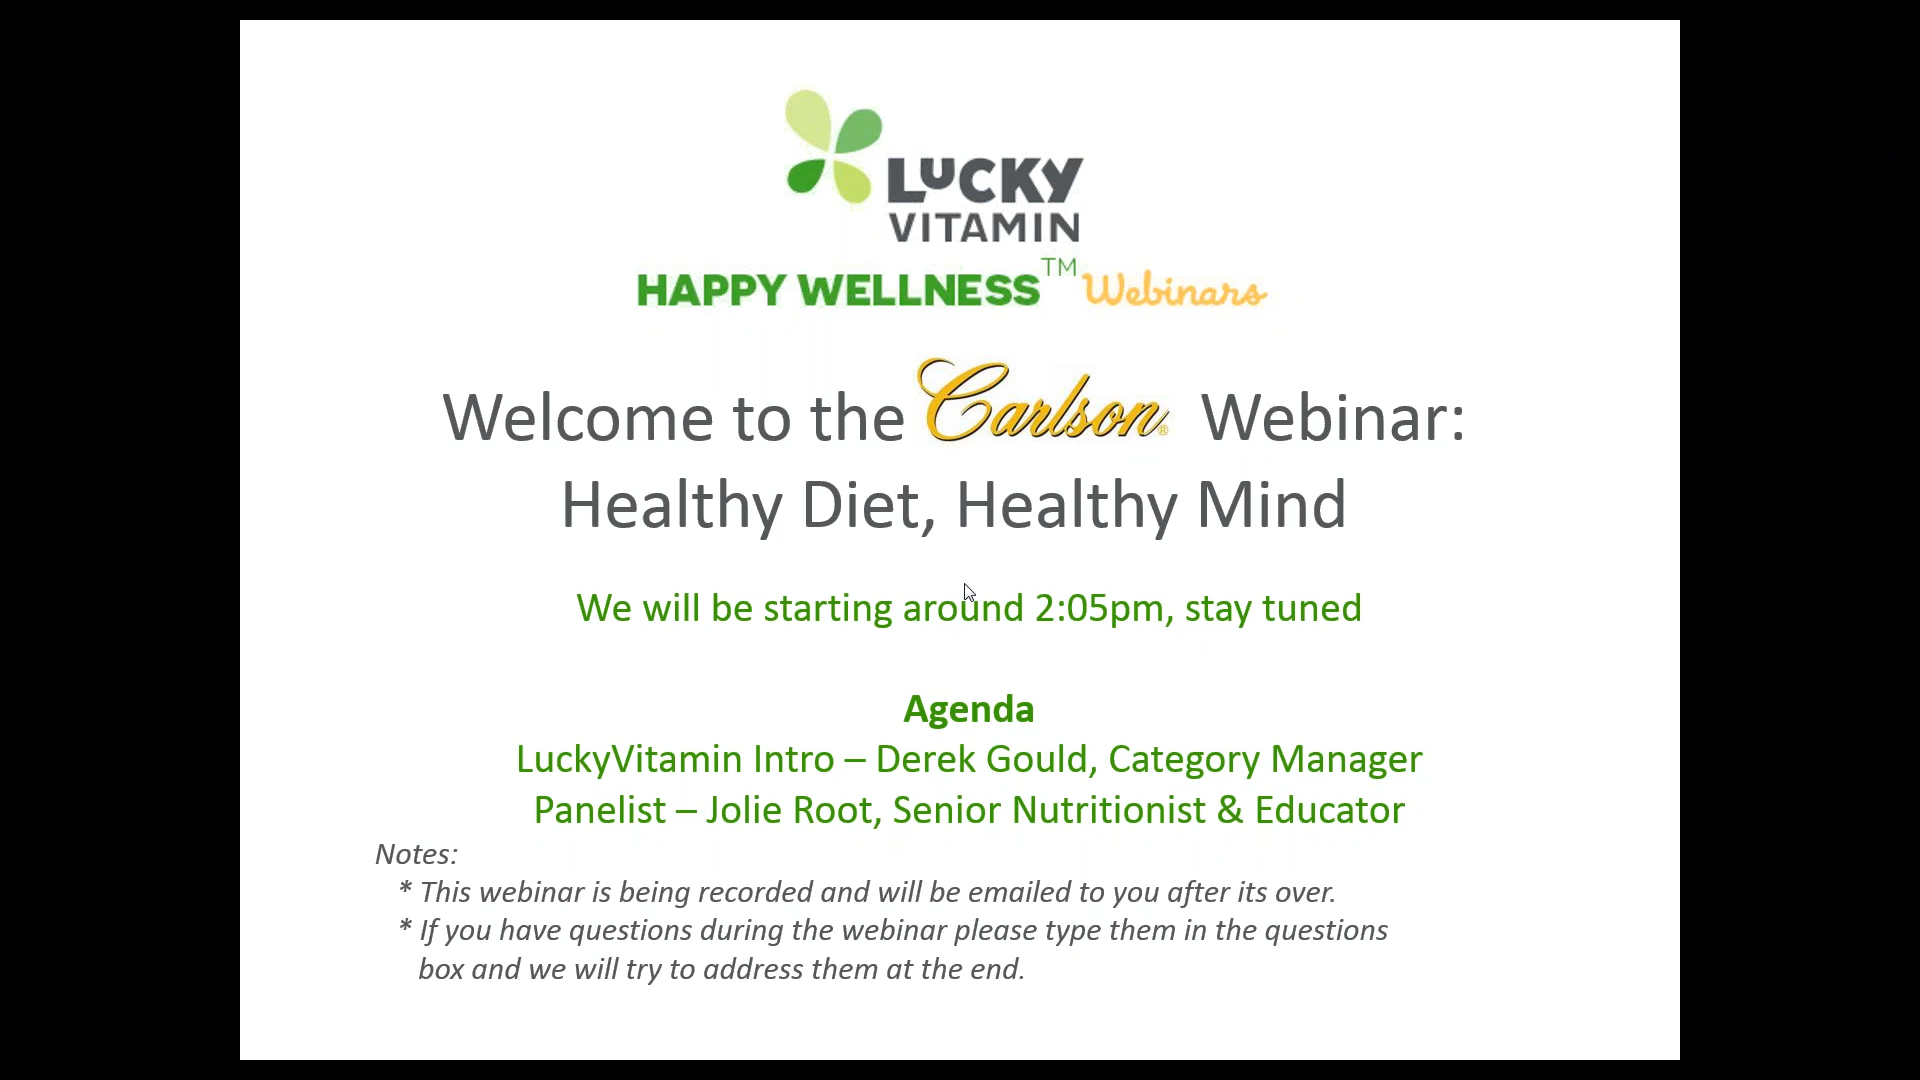 LUCKY
VITAMIN
HAPPY WELLNESS™ Webinars
Welcome to the Carlson® Webinar:
Healthy Diet, Healthy Mind
We will be starting around 2:05pm, stay tuned
Agenda
LuckyVitamin Intro – Derek Gould, Category Manager
Panelist – Jolie Root, Senior Nutritionist & Educator
Notes:
* This webinar is being recorded and will be emailed to you after its over.
* If you have questions during the webinar please type them in the questions
box and we will try to address them at the end.